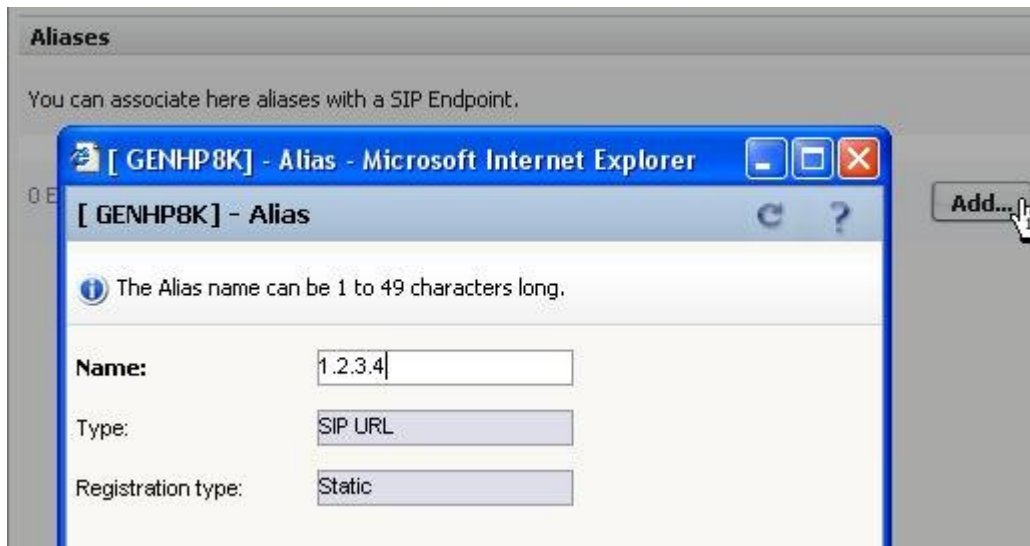 Aliases
You can associate here aliases with a SIP Endpoint.
[ GENHP8K] - Alias - Microsoft Internet Explorer
0 E
Add...
[ GENHP8K] - Alias
The Alias name can be 1 to 49 characters long.
Name: 1.2.3.4
Type: SIP URL
Registration type: Static